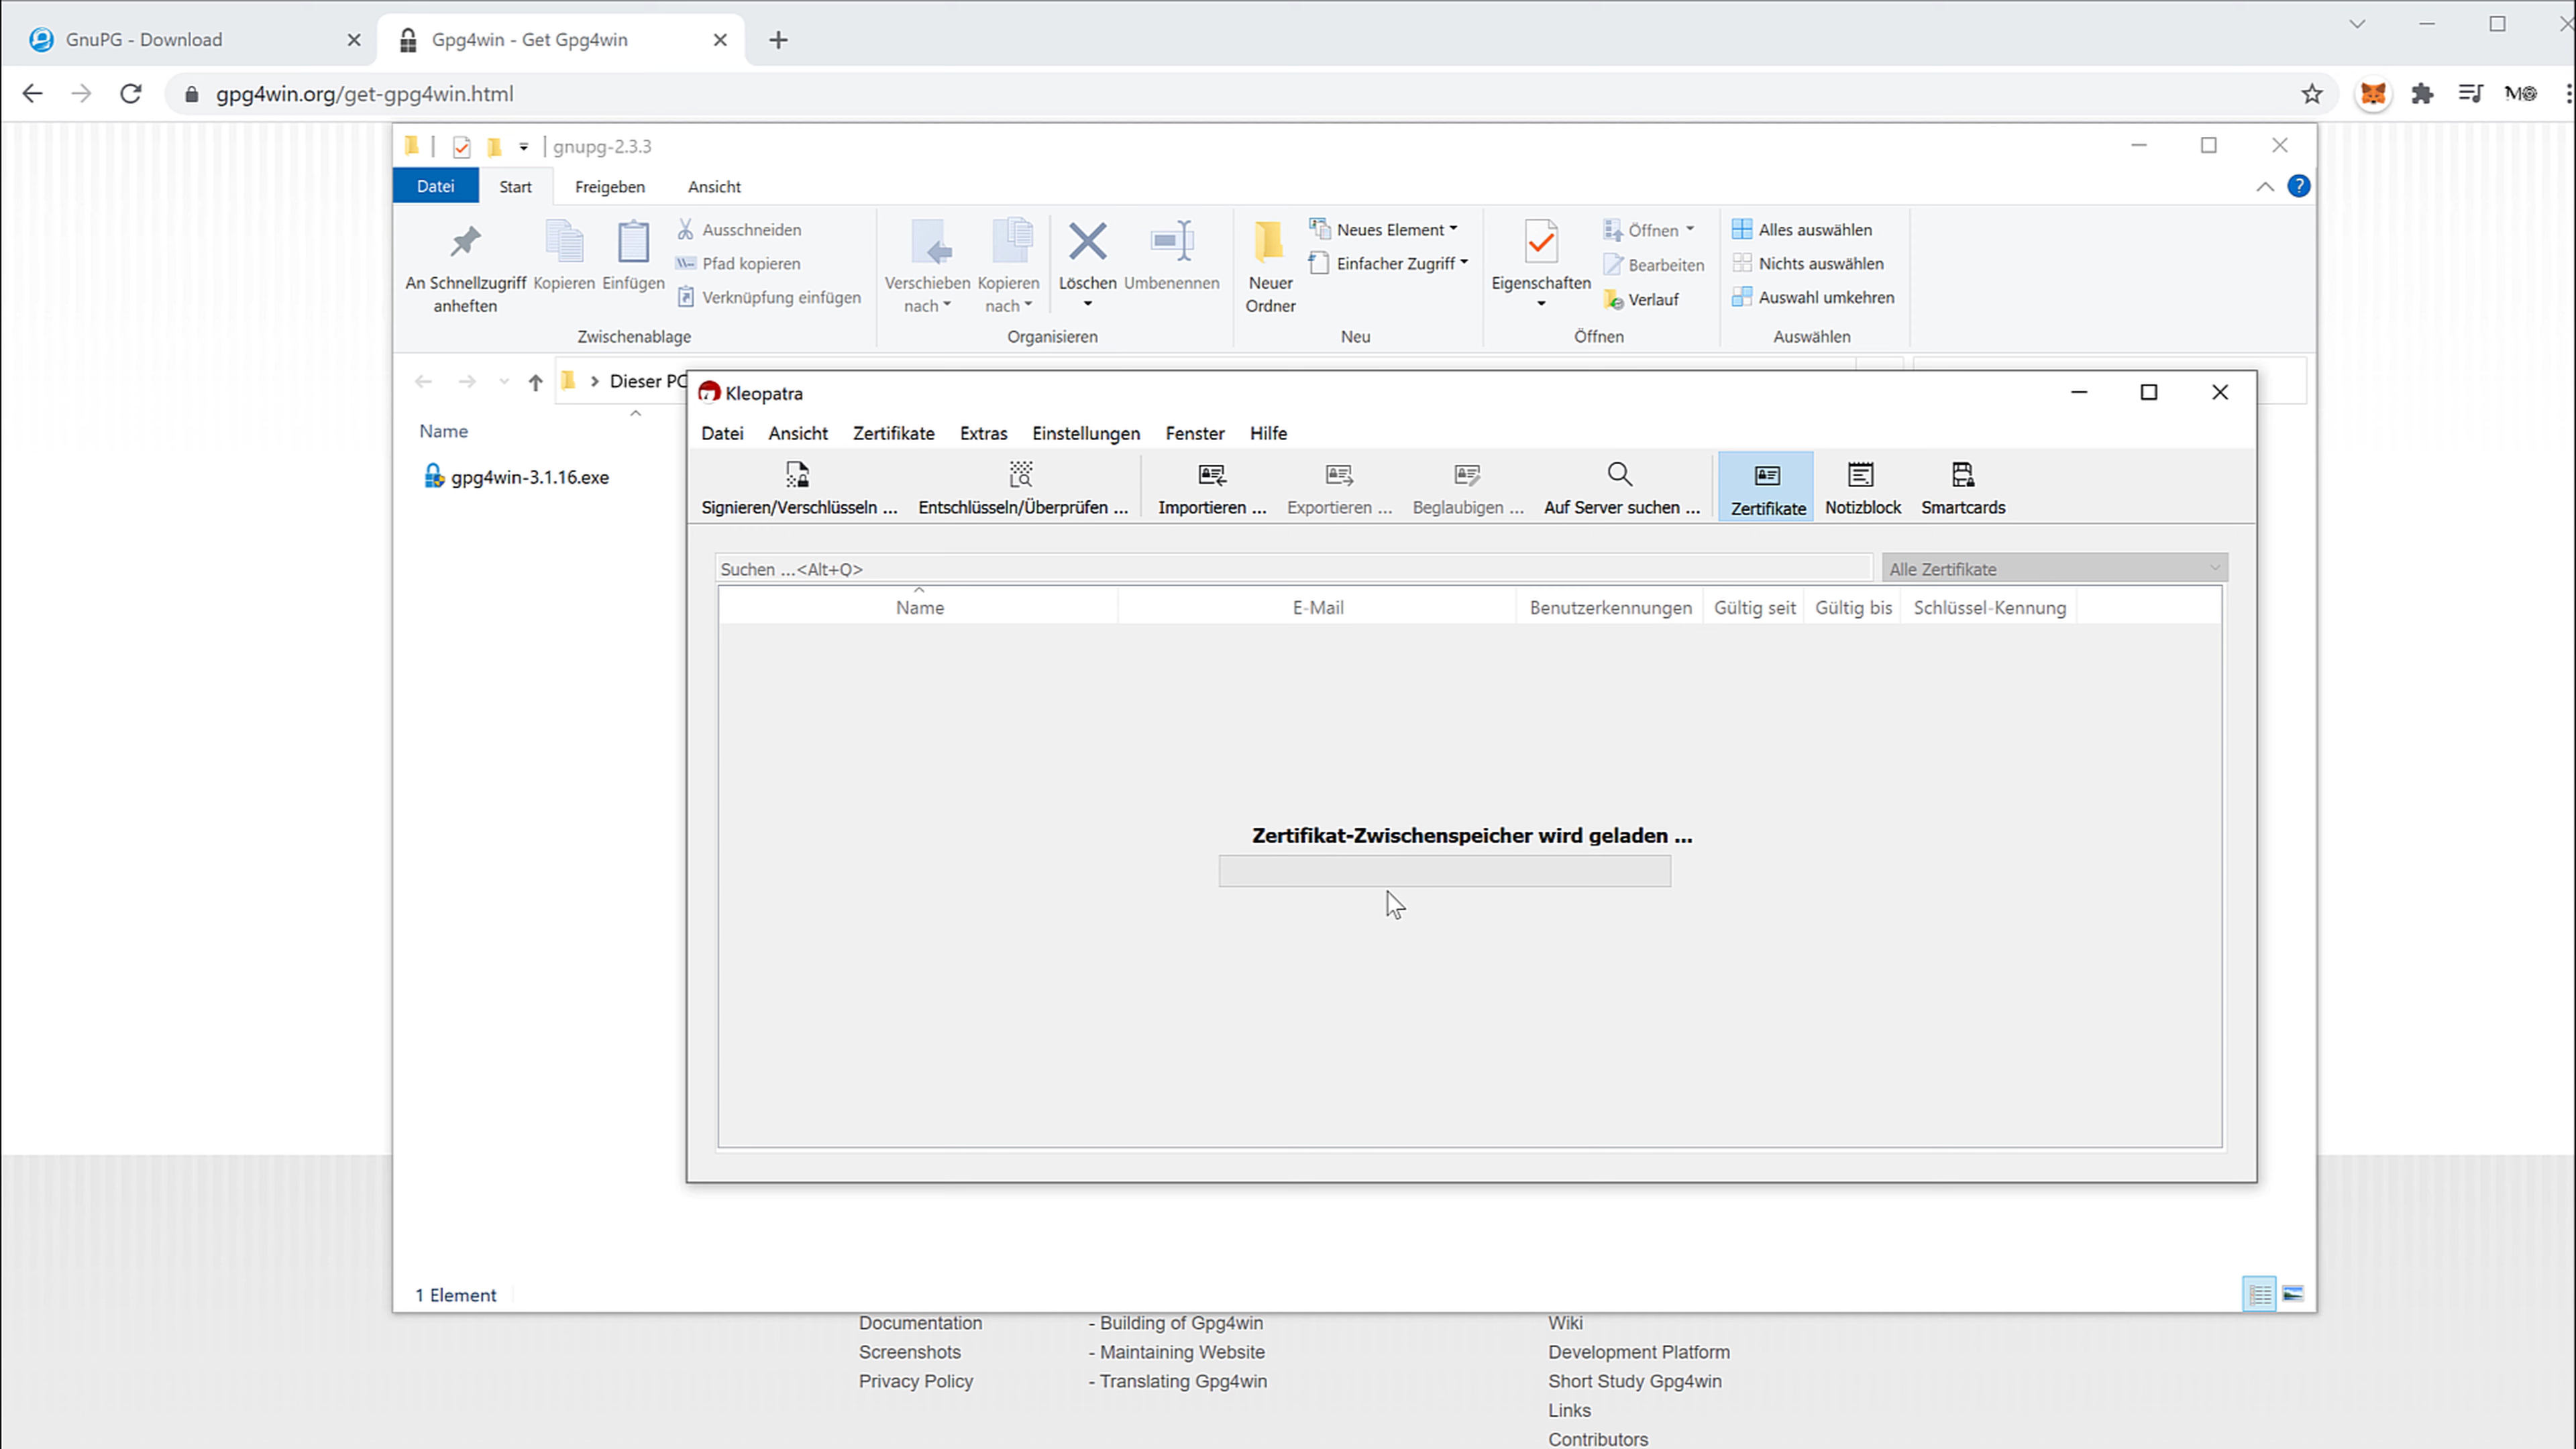 GnuPG - Download
Gpg4win - Get Gpg4win
gpg4win.org/get-gpg4win.html
gnupg-2.3.3
Datei Start Freigeben Ansicht
An Schnellzugriff anheften
Kopieren
Einfügen
Ausschneiden
Pfad kopieren
Verknüpfung einfügen
Zwischenablage
Verschieben nach
Kopieren nach
Löschen
Umbenennen
Organisieren
Neuer Ordner
Neues Element
Einfacher Zugriff
Neu
Eigenschaften
Öffnen
Bearbeiten
Verlauf
Öffnen
Alles auswählen
Nichts auswählen
Auswahl umkehren
Auswählen
Dieser PC
Name
gpg4win-3.1.16.exe
Kleopatra
Datei Ansicht Zertifikate Extras Einstellungen Fenster Hilfe
Signieren/Verschlüsseln ... Entschlüsseln/Überprüfen ... Importieren ... Exportieren ... Beglaubigen ... Auf Server suchen ... Zertifikate Notizblock Smartcards
Suchen ...<Alt+Q> Alle Zertifikate
Name E-Mail Benutzerkennungen Gültig seit Gültig bis Schlüssel-Kennung
Zertifikat-Zwischenspeicher wird geladen ...
1 Element
Documentation - Building of Gpg4win Wiki
Screenshots - Maintaining Website Development Platform
Privacy Policy - Translating Gpg4win Short Study Gpg4win
Links
Contributors